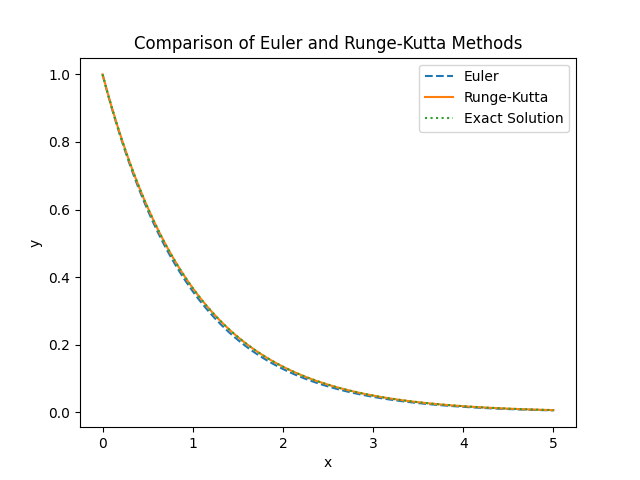 Comparison of Euler and Runge-Kutta Methods
Euler
Runge-Kutta
Exact Solution
y
1.0
0.8
0.6
0.4
0.2
0.0
0 1 2 3 4 5
x